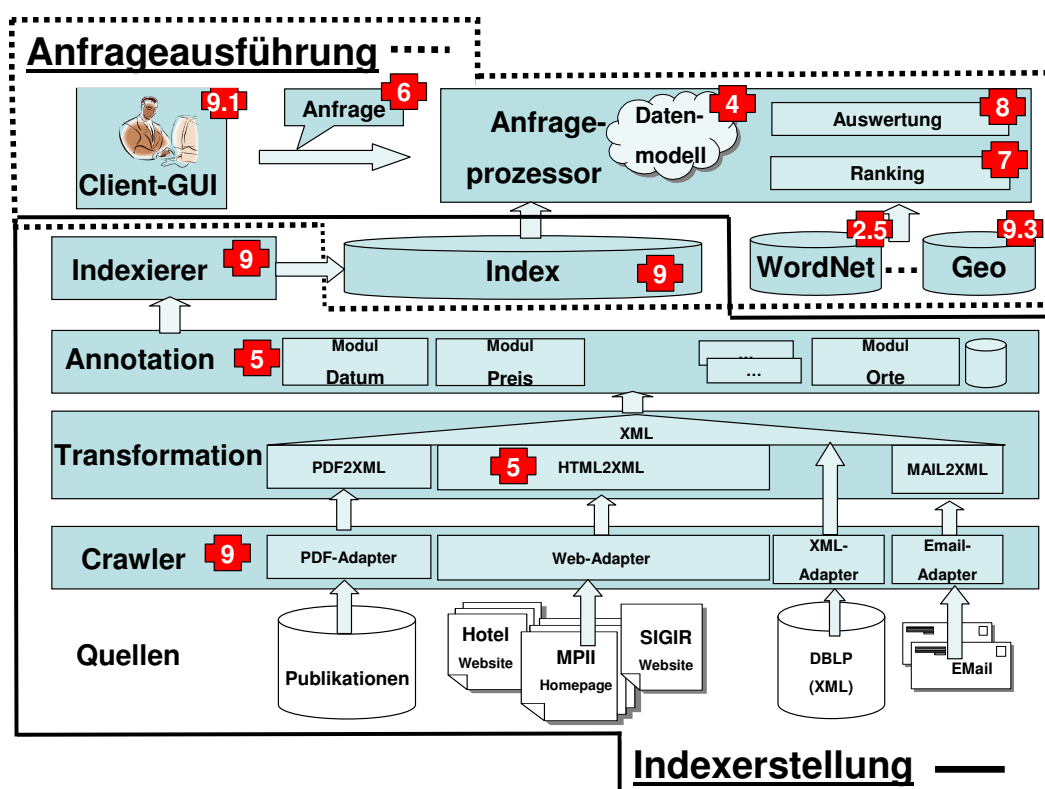 Anfrageausführung
9.1
Client-GUI
6
Anfrage
Anfrage-
prozessor
4
Daten-
modell
8
Auswertung
7
Ranking
Indexierer
9
Index
9
2.5
WordNet
9.3
Geo
Annotation
5
Modul
Datum
Modul
Preis
...
...
Modul
Orte
Transformation
XML
PDF2XML
5
HTML2XML
MAIL2XML
Crawler
9
PDF-Adapter
Web-Adapter
XML-
Adapter
Email-
Adapter
Quellen
Publikationen
Hotel
Website
MPII
Homepage
SIGIR
Website
DBLP
(XML)
EMail
Indexerstellung